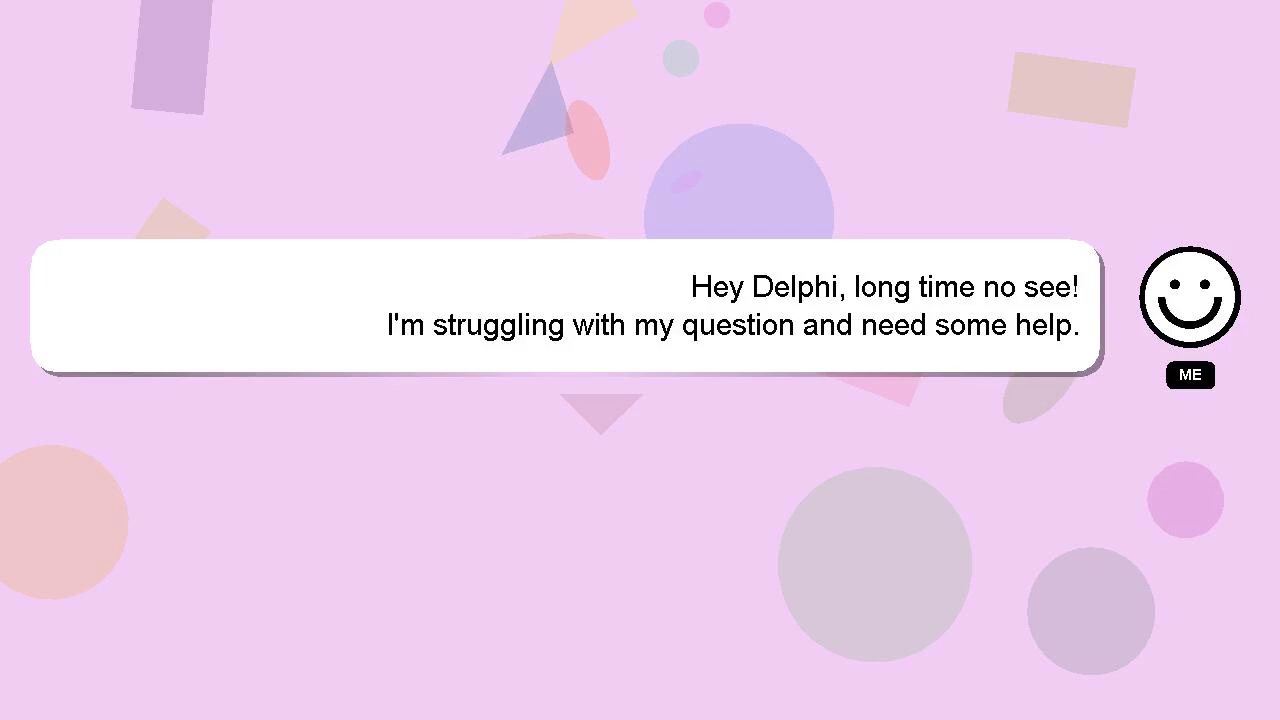 Hey Delphi, long time no see!
I'm struggling with my question and need some help.
ME